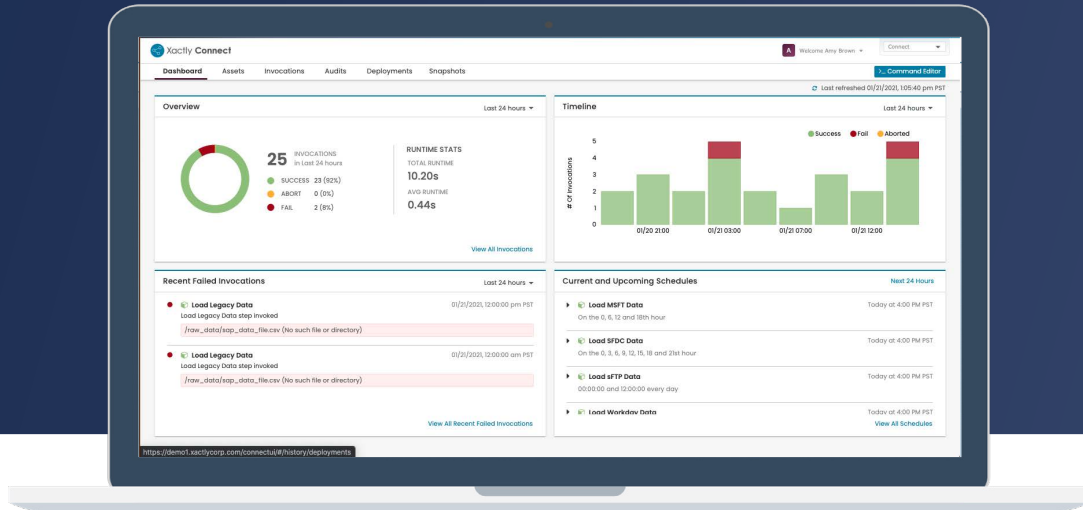 Xactly Connect
A Welcome Amy Brown
Connect
Dashboard Assets Invocations Audits Deployments Snapshots
>_ Command Editor
Last refreshed 01/21/2021, 1:05:40 pm PST
Overview
Last 24 hours
25 INVOCATIONS
in Last 24 hours
SUCCESS 23 (92%)
ABORT 0 (0%)
FAIL 2 (8%)
RUNTIME STATS
TOTAL RUNTIME
10.20s
AVG RUNTIME
0.44s
View All Invocations
Timeline
Last 24 hours
Success Fail Aborted
# Of Invocations
5
4
3
2
1
0
01/20 21:00 01/21 03:00 01/21 07:00 01/21 12:00
Recent Failed Invocations
Last 24 hours
Load Legacy Data 01/21/2021, 12:00:00 pm PST
Load Legacy Data step invoked
/raw_data/sap_data_file.csv (No such file or directory)
Load Legacy Data 01/21/2021, 12:00:00 am PST
Load Legacy Data step invoked
/raw_data/sap_data_file.csv (No such file or directory)
View All Recent Failed Invocations
Current and Upcoming Schedules
Next 24 Hours
Load MSFT Data Today at 4:00 PM PST
On the 0, 6, 12 and 18th hour
Load SFDC Data Today at 4:00 PM PST
On the 0, 3, 6, 9, 12, 15, 18 and 21st hour
Load sFTP Data Today at 4:00 PM PST
00:00:00 and 12:00:00 every day
Load Workday Data Today at 4:00 PM PST
View All Schedules
https://demo1.xactlycorp.com/connectui/#/history/deployments